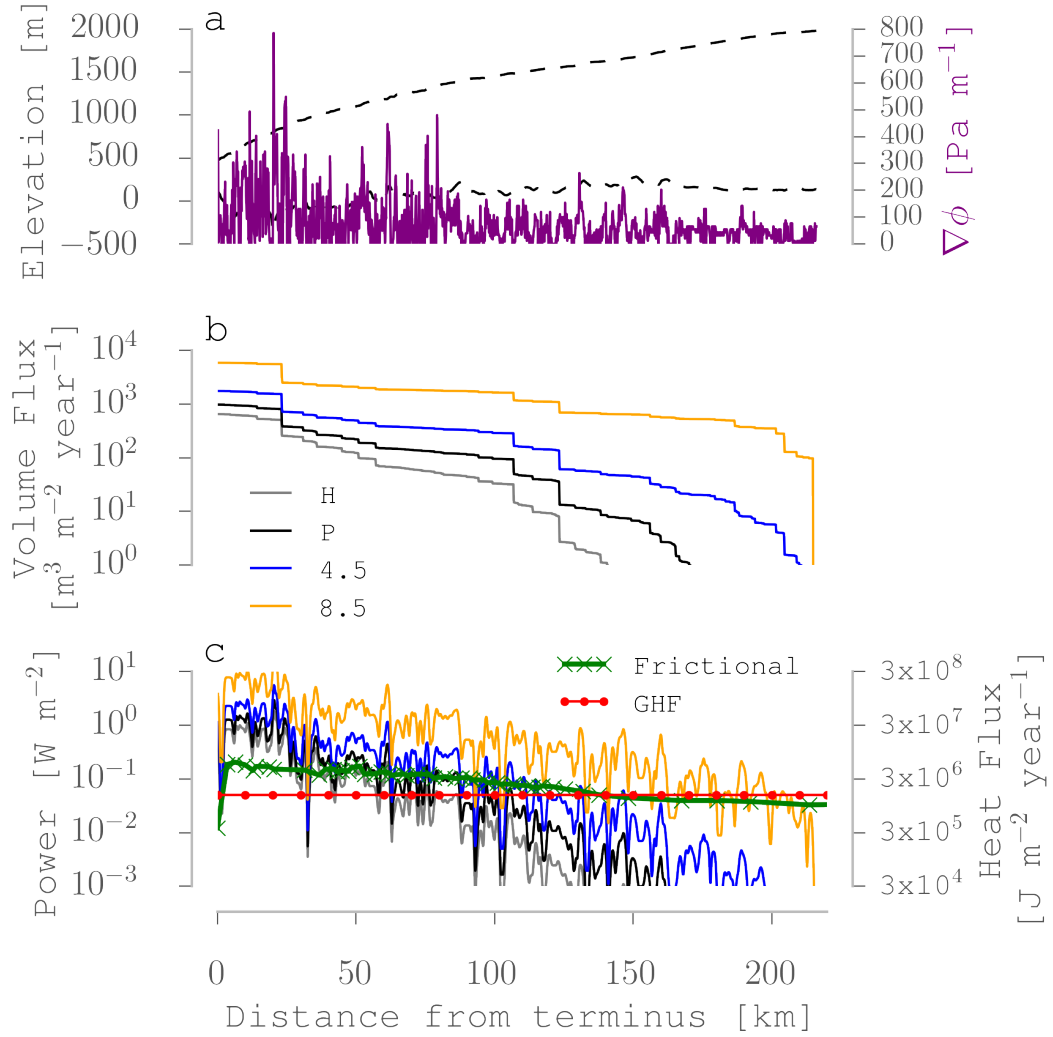 a
Elevation [m]
2000
1500
1000
500
0
−500
800
700
600
500
400
300
200
100
0
∇ϕ [Pa m⁻¹]
b
Volume Flux
[m³ m⁻² year⁻¹]
10⁴
10³
10²
10¹
10⁰
H
P
4.5
8.5
c
Power [W m⁻²]
10¹
10⁰
10⁻¹
10⁻²
10⁻³
Frictional
GHF
3x10⁸
3x10⁷
3x10⁶
3x10⁵
3x10⁴
Heat Flux
[J m⁻² year⁻¹]
0 50 100 150 200
Distance from terminus [km]